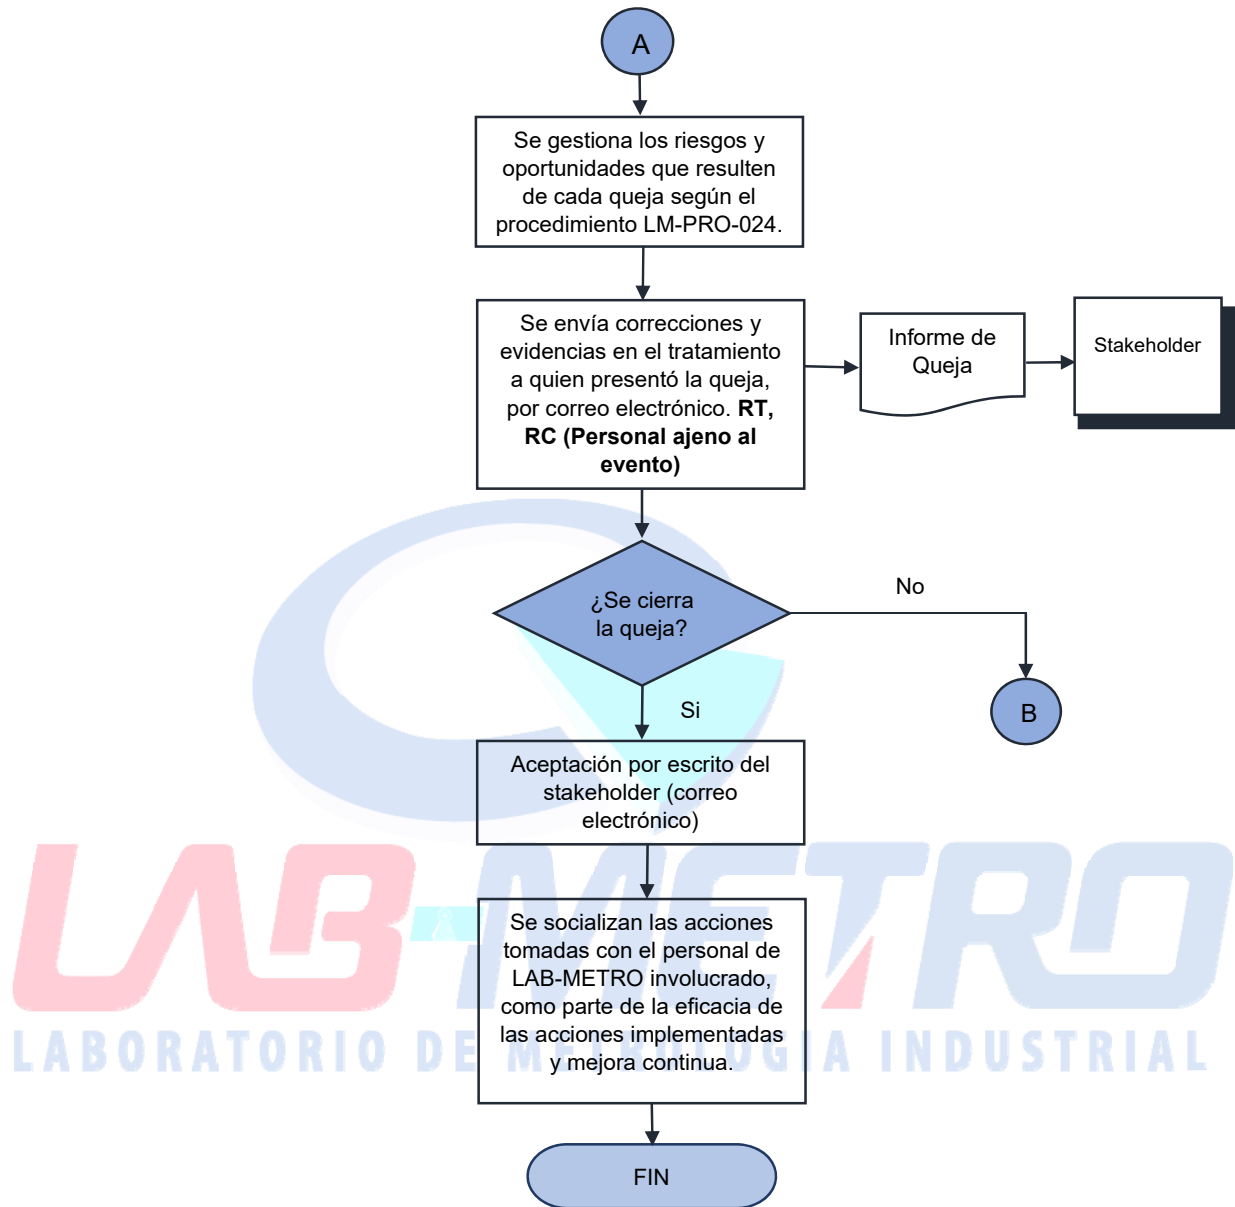 A
Se gestiona los riesgos y
oportunidades que resulten
de cada queja según el
procedimiento LM-PRO-024.
Se envía correcciones y
evidencias en el tratamiento
a quien presentó la queja,
por correo electrónico. RT,
RC (Personal ajeno al
evento)
Informe de
Queja
Stakeholder
¿Se cierra
la queja?
No
B
Si
Aceptación por escrito del
stakeholder (correo
electrónico)
Se socializan las acciones
tomadas con el personal de
LAB-METRO involucrado,
como parte de la eficacia de
las acciones implementadas
y mejora continua.
FIN
LAB-METRO
LABORATORIO DE METROLOGIA INDUSTRIAL